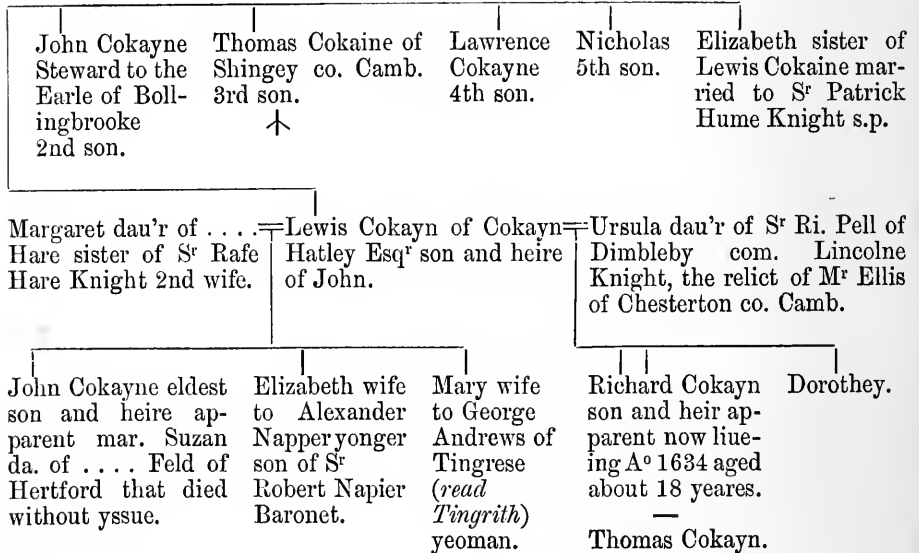 John Cokayne
Steward to the
Earle of Boll-
ingbrooke
2nd son.
Thomas Cokaine of
Shingey co. Camb.
3rd son.
Lawrence
Cokayne
4th son.
Nicholas
5th son.
Elizabeth sister of
Lewis Cokaine mar-
ried to Sʳ Patrick
Hume Knight s.p.
Margaret dau'r of . . . .
Hare sister of Sʳ Rafe
Hare Knight 2nd wife.
Lewis Cokayn of Cokayn
Hatley Esqʳ son and heire
of John.
Ursula dau'r of Sʳ Ri. Pell of
Dimbleby com. Lincolne
Knight, the relict of Mʳ Ellis
of Chesterton co. Camb.
John Cokayne eldest
son and heire ap-
parent mar. Suzan
da. of . . . . Feld of
Hertford that died
without yssue.
Elizabeth wife
to Alexander
Napper yonger
son of Sʳ
Robert Napier
Baronet.
Mary wife
to George
Andrews of
Tingrese
(read
Tingrith)
yeoman.
Richard Cokayn
son and heir ap-
parent now liue-
ing Aᵒ 1634 aged
about 18 yeares.
—
Thomas Cokayn.
Dorothey.